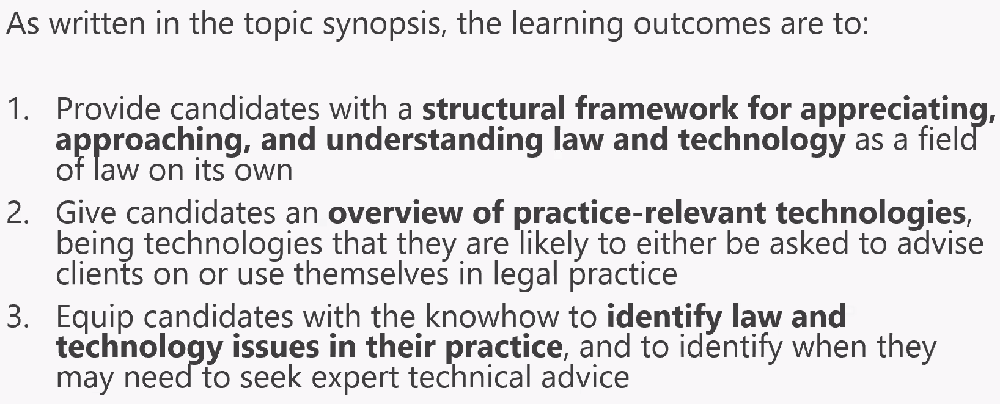 As written in the topic synopsis, the learning outcomes are to:
1. Provide candidates with a structural framework for appreciating,
approaching, and understanding law and technology as a field
of law on its own
2. Give candidates an overview of practice-relevant technologies,
being technologies that they are likely to either be asked to advise
clients on or use themselves in legal practice
3. Equip candidates with the knowhow to identify law and
technology issues in their practice, and to identify when they
may need to seek expert technical advice